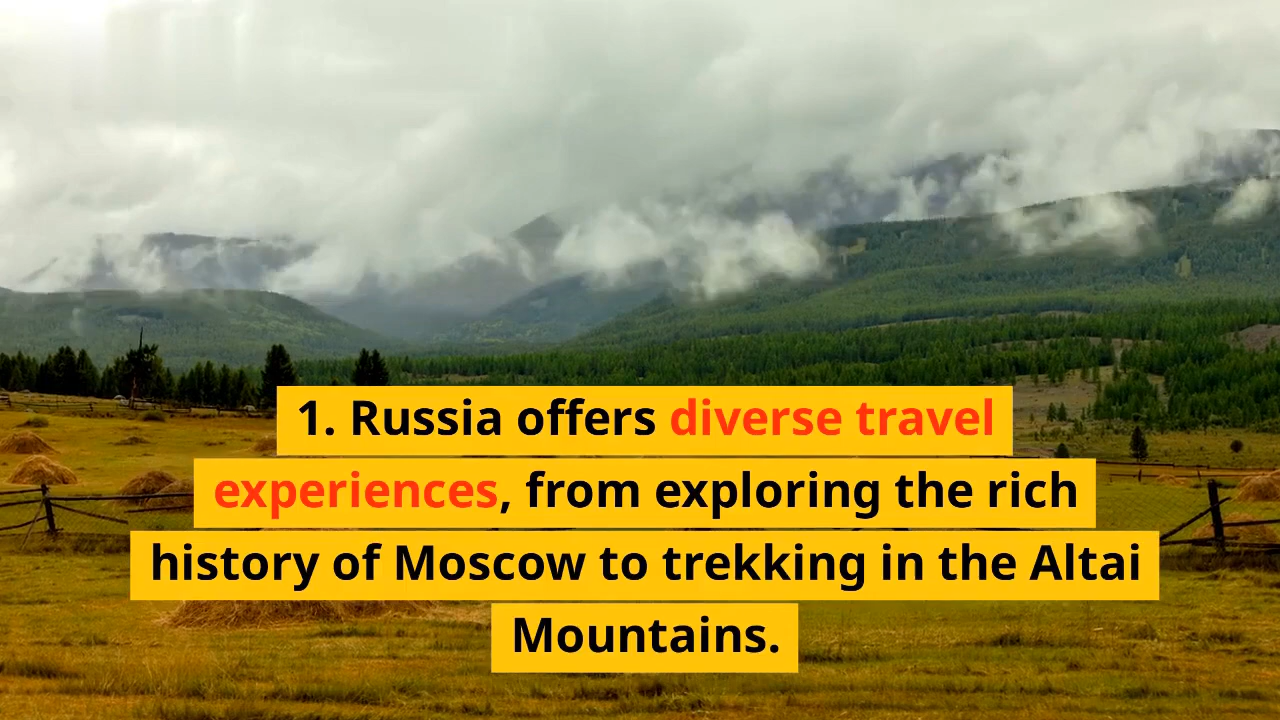 1. Russia offers diverse travel
experiences, from exploring the rich
history of Moscow to trekking in the Altai
Mountains.